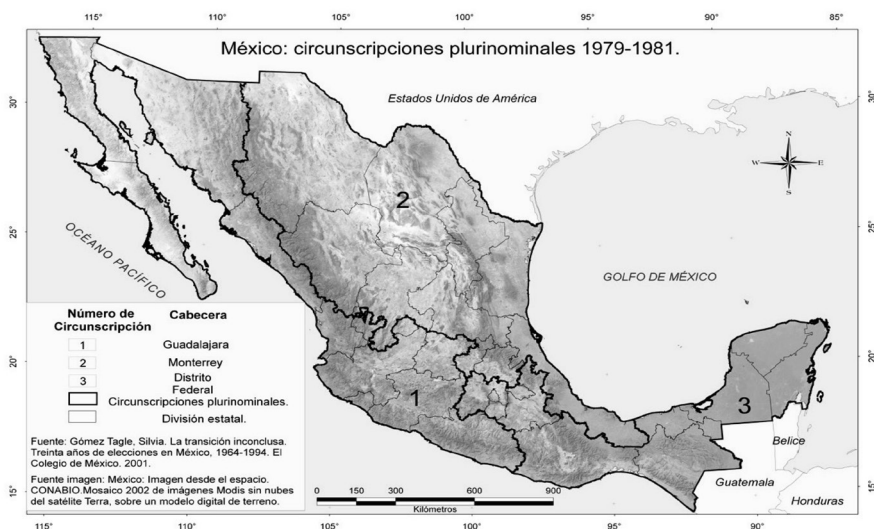 115° 110° 105° 100° 95° 90° 85°
México: circunscripciones plurinominales 1979-1981.
30° 30°
Estados Unidos de América
N
W E
S
2
25° 25°
OCÉANO PACÍFICO
GOLFO DE MÉXICO
Número de Circunscripción Cabecera
1 Guadalajara
2 Monterrey
3 Distrito
Federal
Circunscripciones plurinominales.
División estatal.
20° 20°
1
3
Belice
Guatemala
Honduras
Fuente: Gómez Tagle, Silvia. La transición inconclusa.
Treinta años de elecciones en México, 1964-1994. El
Colegio de México. 2001.
Fuente imagen: México: Imagen desde el espacio.
CONABIO.Mosaico 2002 de imágenes Modis sin nubes
del satélite Terra, sobre un modelo digital de terreno.
0 150 300 600 900
Kilómetros
15° 15°
115° 110° 105° 100° 95° 90°